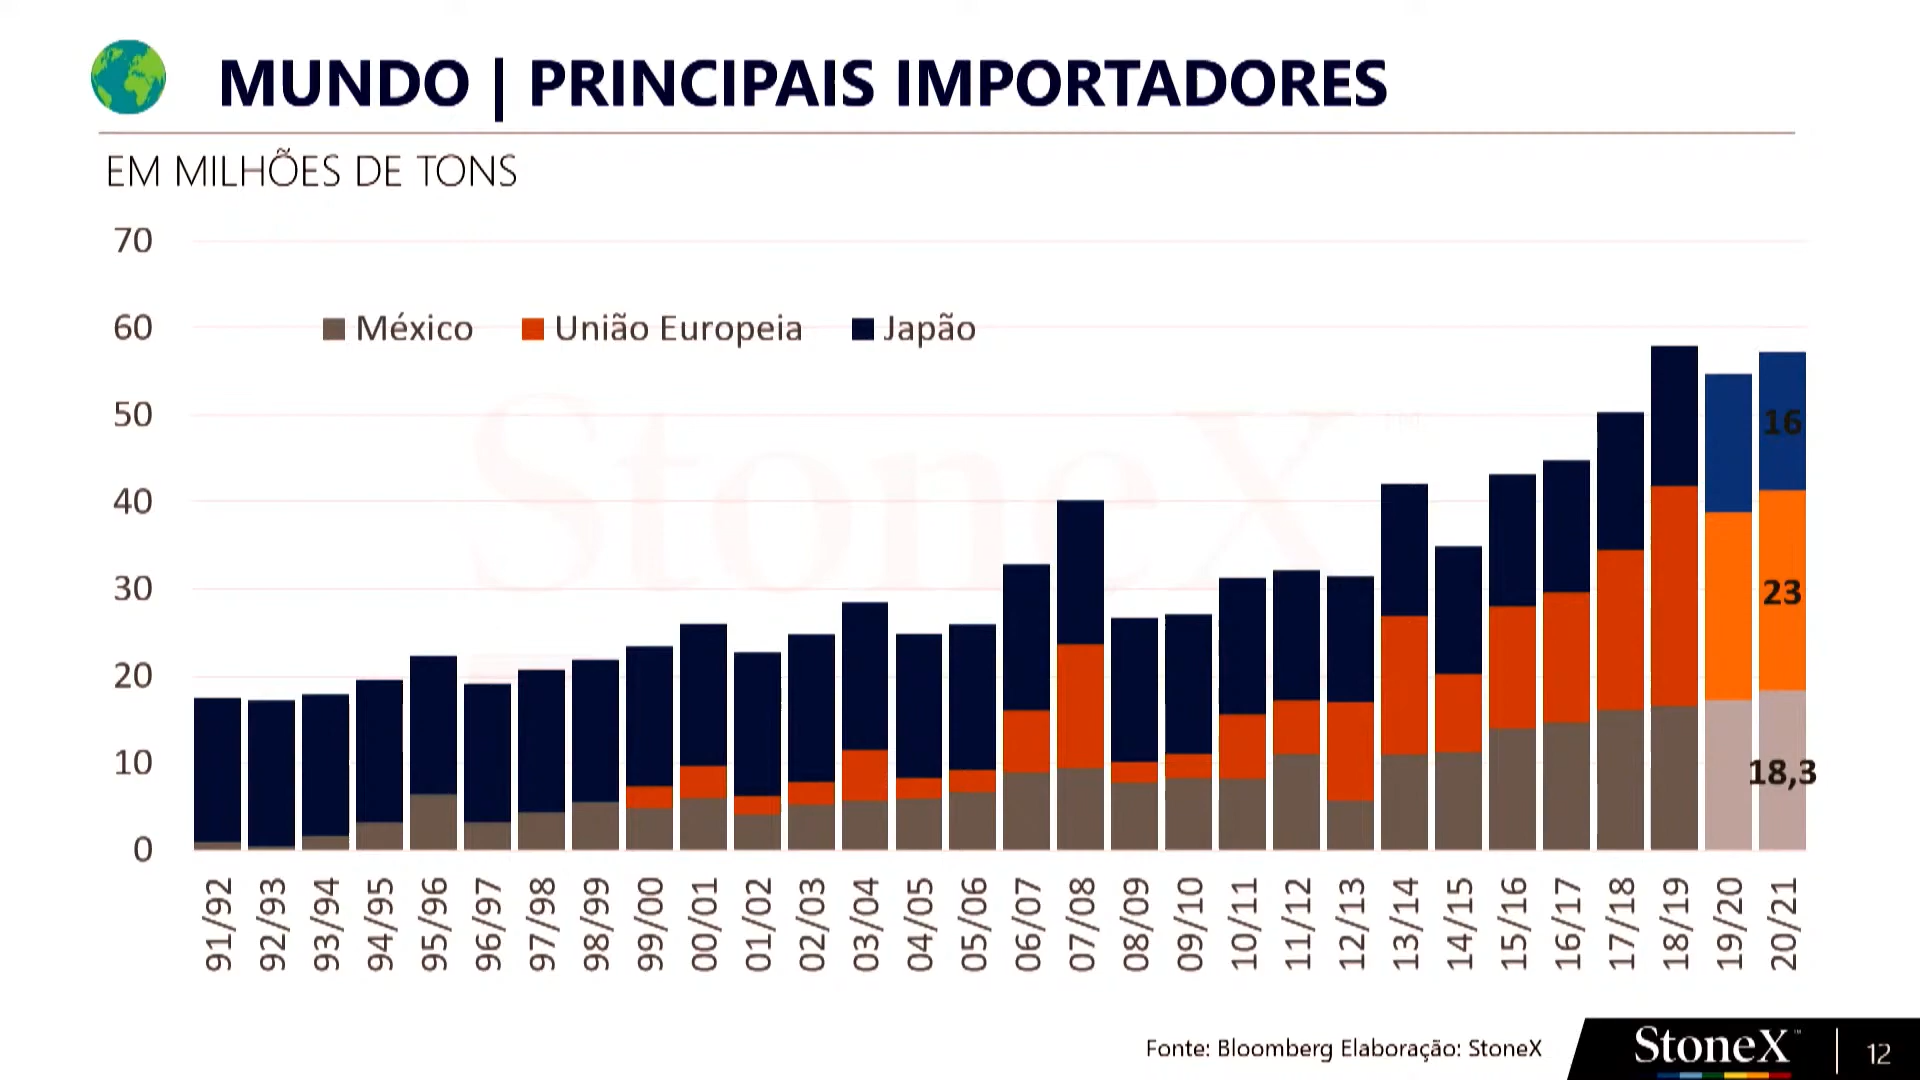 MUNDO | PRINCIPAIS IMPORTADORES
EM MILHÕES DE TONS
70
60
50
40
30
20
10
0
México União Europeia Japão
StoneX™
16
23
18,3
91/92 92/93 93/94 94/95 95/96 96/97 97/98 98/99 99/00 00/01 01/02 02/03 03/04 04/05 05/06 06/07 07/08 08/09 09/10 10/11 11/12 12/13 13/14 14/15 15/16 16/17 17/18 18/19 19/20 20/21
Fonte: Bloomberg Elaboração: StoneX
StoneX™ 12